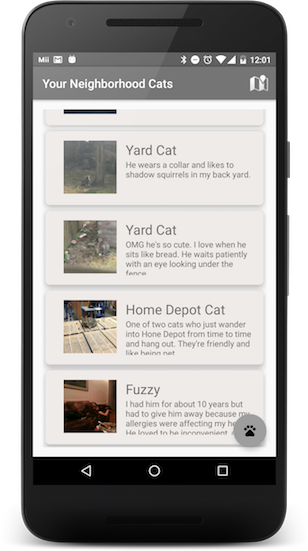 Mii 12:01
Your Neighborhood Cats
Yard Cat
He wears a collar and likes to
shadow squirrels in my back yard.
Yard Cat
OMG he's so cute. I love when he
sits like bread. He waits patiently
with an eye looking under the
fence
Home Depot Cat
One of two cats who just wander
into Hone Depot from time to time
and hang out. They're friendly and
like being pet
Fuzzy
I had him for about 10 years but
had to give him away because my
allergies were affecting my he
He loved to be inconvenient.